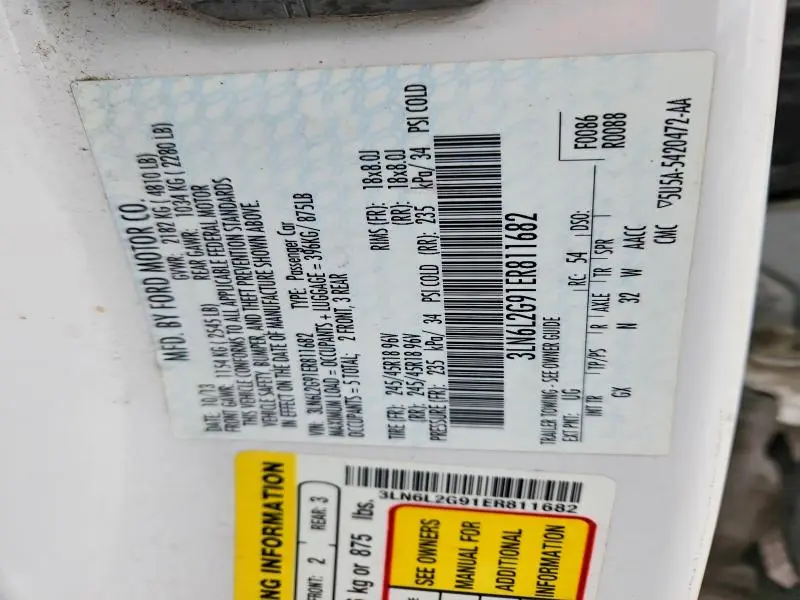 MFD. BY FORD MOTOR CO.
DATE: 10/13 GVWR: 2182 KG ( 4810 LB)
FRONT GAWR: 1154 KG ( 2545 LB) REAR GAWR: 1034 KG ( 2280 LB)
THIS VEHICLE CONFORMS TO ALL APPLICABLE FEDERAL MOTOR
VEHICLE SAFETY, BUMPER, AND THEFT PREVENTION STANDARDS
IN EFFECT ON THE DATE OF MANUFACTURE SHOWN ABOVE.
VIN: 3LN6L2G91ER811682 TYPE: Passenger Car
MAXIMUM LOAD = OCCUPANTS + LUGGAGE = 396KG/ 875LB
OCCUPANTS = 5 TOTAL; 2 FRONT, 3 REAR
TIRE (FR): 245/45R18 96V RIMS (FR): 18x8.0J
(RR): 245/45R18 96V (RR): 18x8.0J
PRESSURE (FR): 235 kPa/ 34 PSI COLD (RR): 235 kPa/ 34 PSI COLD
3LN6L2G91ER811682
TRAILER TOWING - SEE OWNER GUIDE F0086
EXT PNT: UG RC: 54 DSO: R0088
INT TR TP/PS R AXLE TR SPR
GX N 32 W AACC
CMC ▽5U5A-5420472-AA
NG INFORMATION
FRONT: 2 REAR: 3
kg or 875 lbs.
3LN6L2G91ER811682
SEE OWNERS
MANUAL FOR
ADDITIONAL
INFORMATION